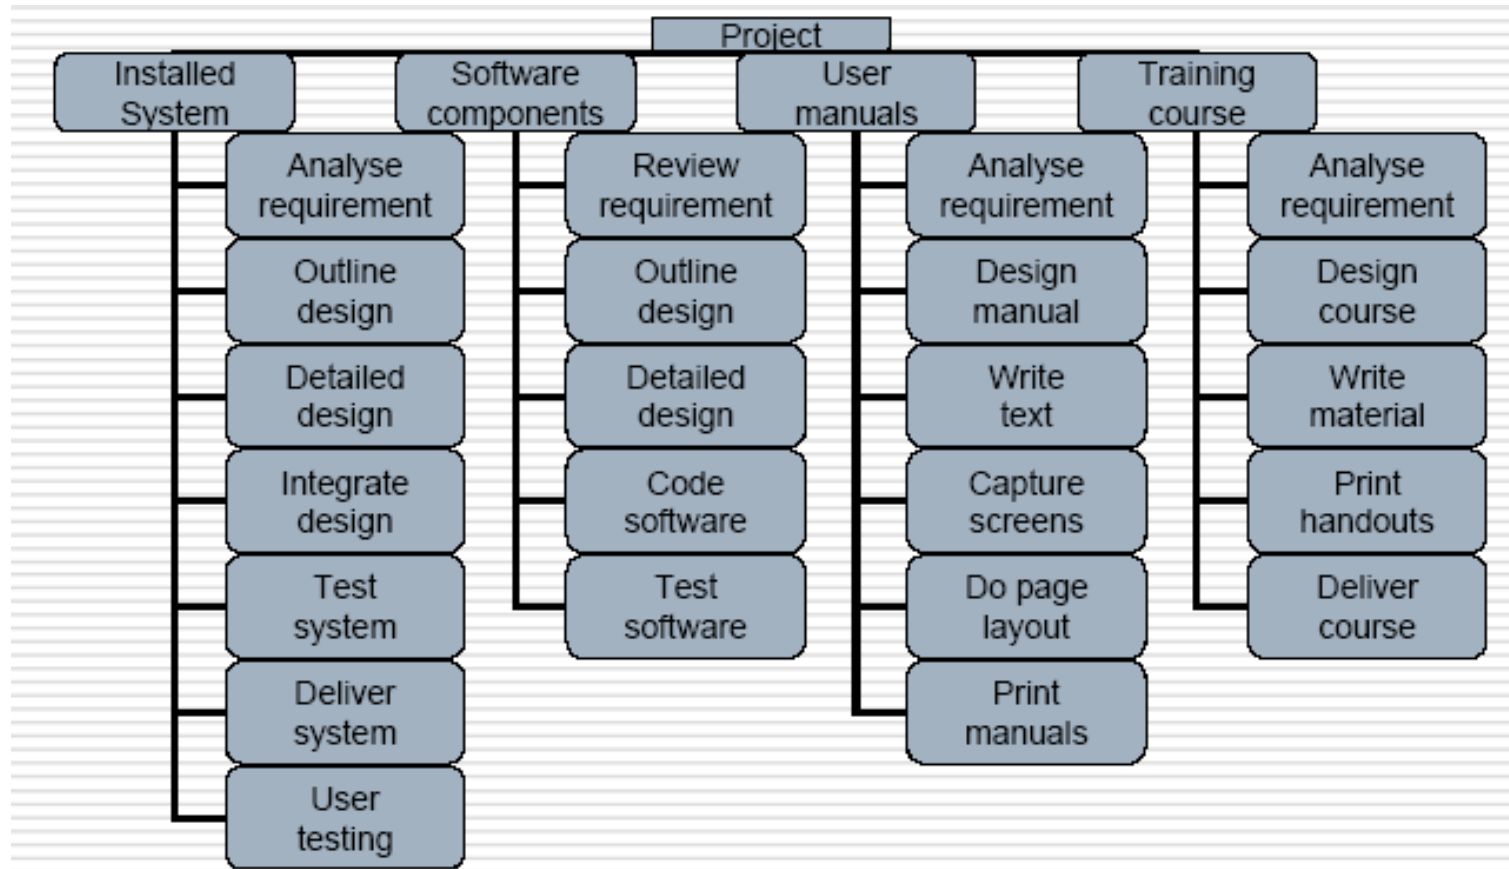 Project
Installed
System
Software
components
User
manuals
Training
course
Analyse
requirement
Outline
design
Detailed
design
Integrate
design
Test
system
Deliver
system
User
testing
Review
requirement
Outline
design
Detailed
design
Code
software
Test
software
Analyse
requirement
Design
manual
Write
text
Capture
screens
Do page
layout
Print
manuals
Analyse
requirement
Design
course
Write
material
Print
handouts
Deliver
course